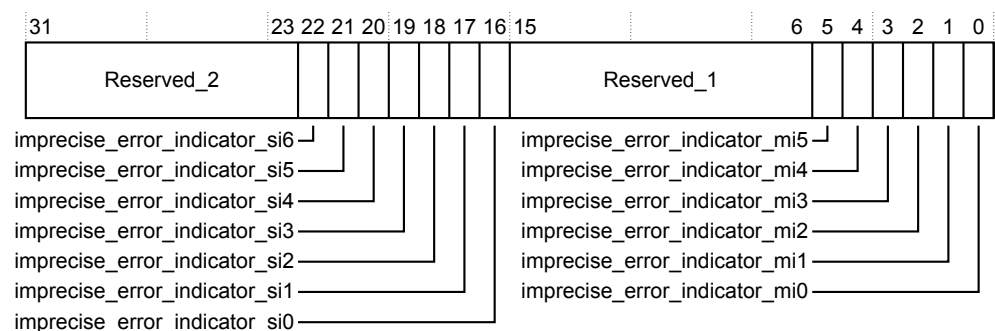 31 23 22 21 20 19 18 17 16 15 6 5 4 3 2 1 0
Reserved_2 Reserved_1
imprecise_error_indicator_si6 imprecise_error_indicator_mi5
imprecise_error_indicator_si5 imprecise_error_indicator_mi4
imprecise_error_indicator_si4 imprecise_error_indicator_mi3
imprecise_error_indicator_si3 imprecise_error_indicator_mi2
imprecise_error_indicator_si2 imprecise_error_indicator_mi1
imprecise_error_indicator_si1 imprecise_error_indicator_mi0
imprecise_error_indicator_si0